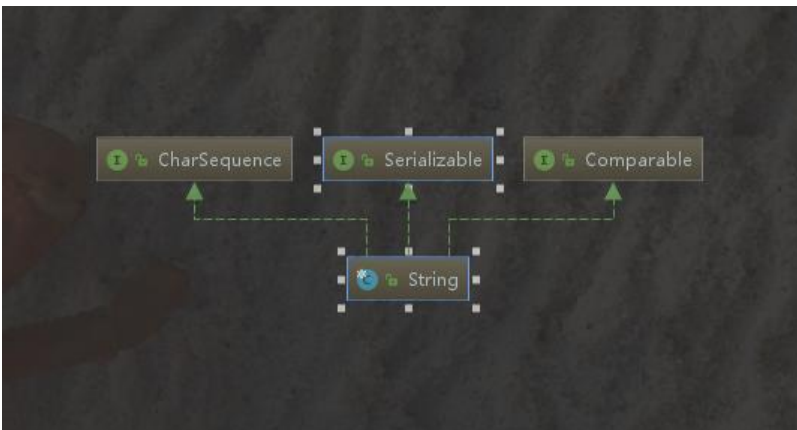 I CharSequence
I Serializable
I Comparable
C String